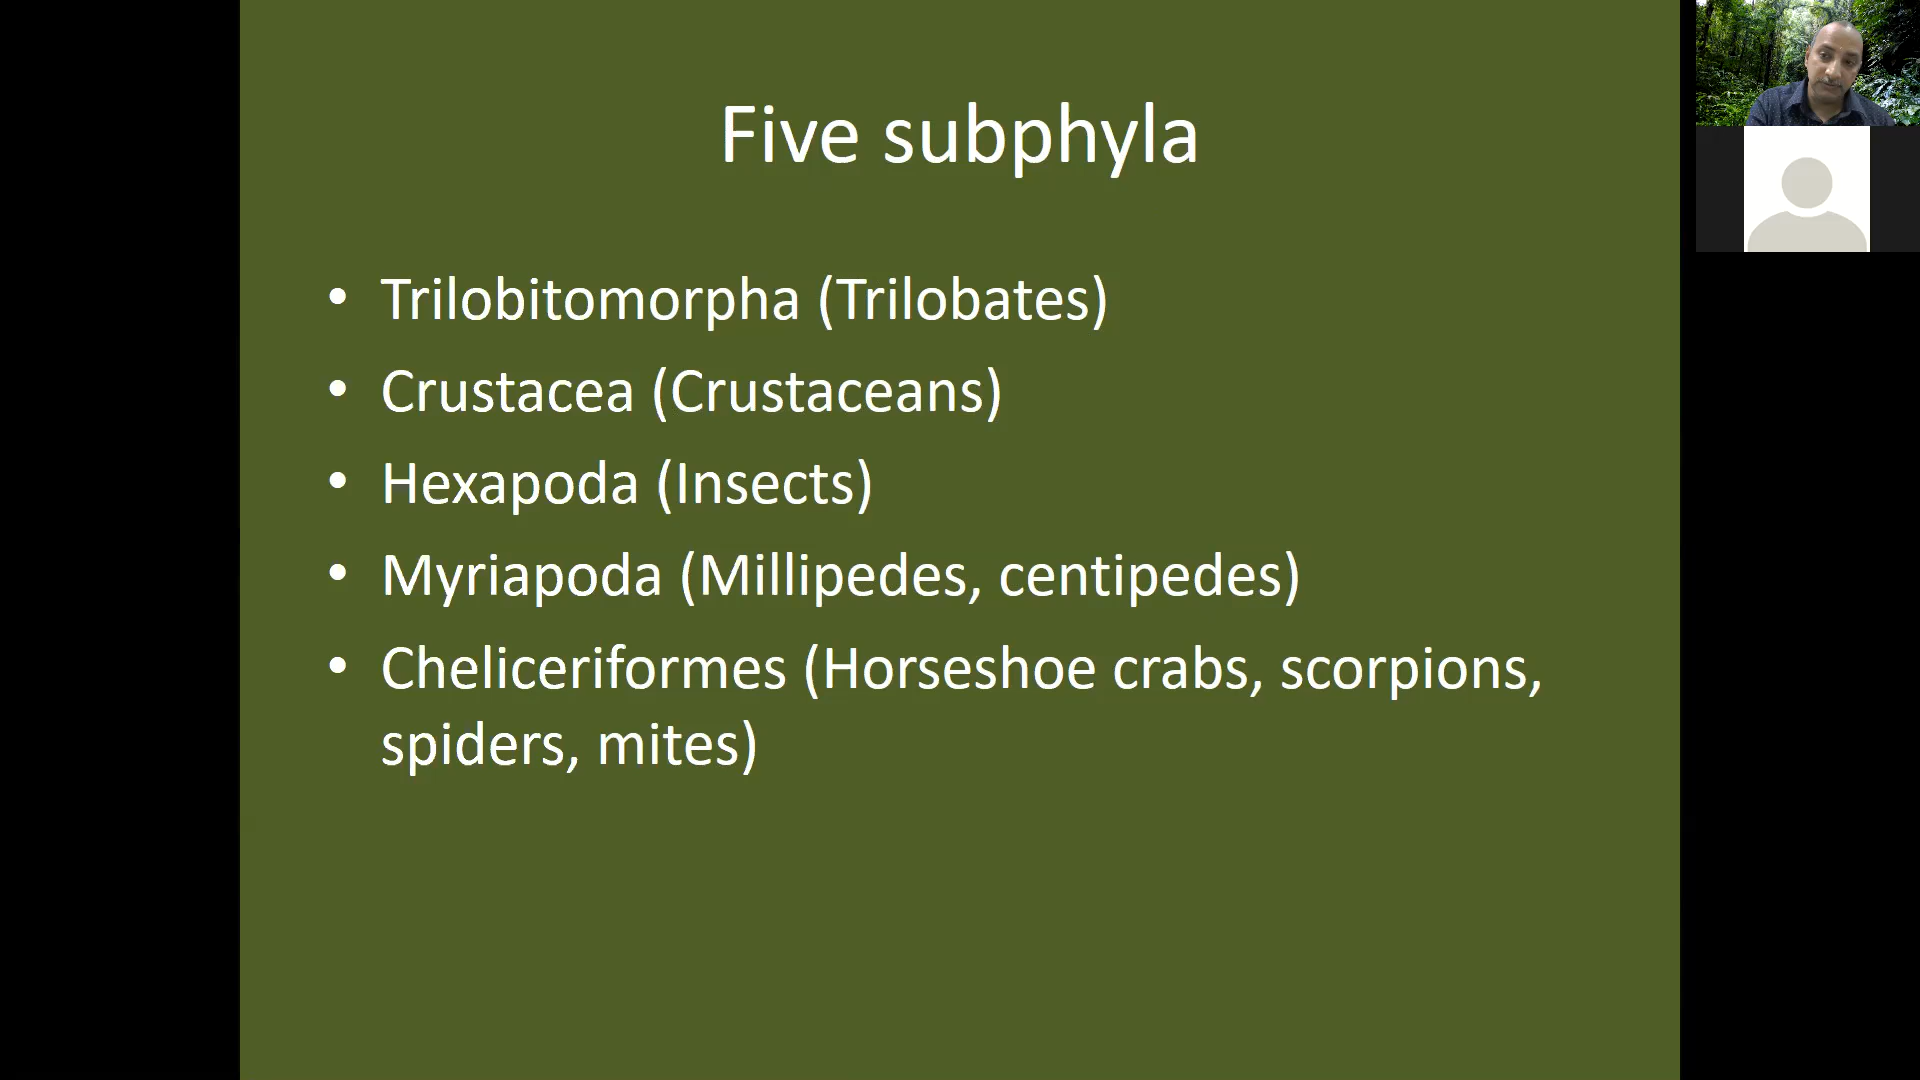 Five subphyla
• Trilobitomorpha (Trilobates)
• Crustacea (Crustaceans)
• Hexapoda (Insects)
• Myriapoda (Millipedes, centipedes)
• Cheliceriformes (Horseshoe crabs, scorpions,
spiders, mites)